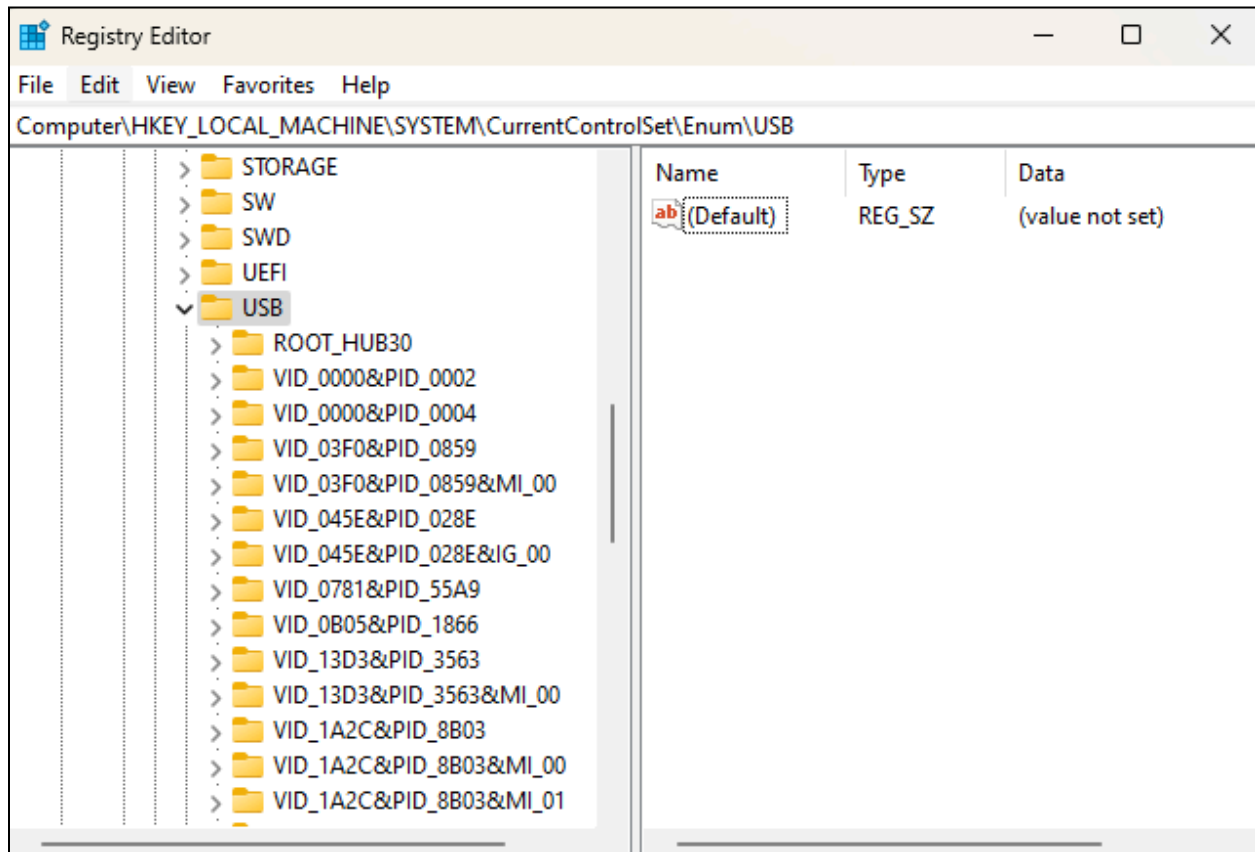 Registry Editor
File Edit View Favorites Help
Computer\HKEY_LOCAL_MACHINE\SYSTEM\CurrentControlSet\Enum\USB
STORAGE
SW
SWD
UEFI
USB
ROOT_HUB30
VID_0000&PID_0002
VID_0000&PID_0004
VID_03F0&PID_0859
VID_03F0&PID_0859&MI_00
VID_045E&PID_028E
VID_045E&PID_028E&IG_00
VID_0781&PID_55A9
VID_0B05&PID_1866
VID_13D3&PID_3563
VID_13D3&PID_3563&MI_00
VID_1A2C&PID_8B03
VID_1A2C&PID_8B03&MI_00
VID_1A2C&PID_8B03&MI_01
Name Type Data
ab (Default) REG_SZ (value not set)